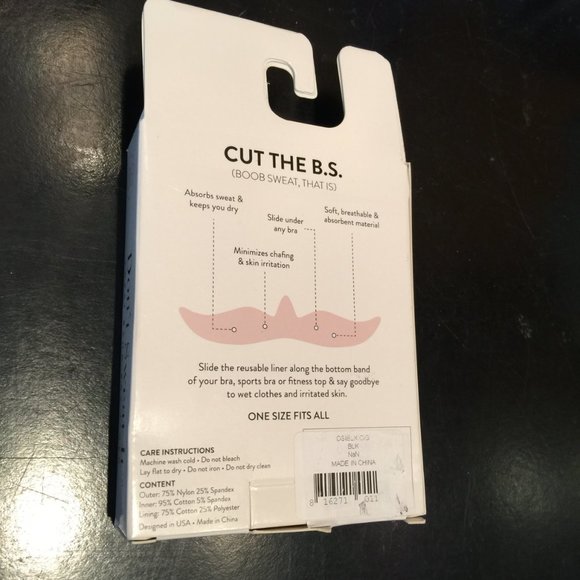 CUT THE B.S.
(BOOB SWEAT, THAT IS)
Absorbs sweat &
keeps you dry
Slide under
any bra
Soft, breathable &
absorbent material
Minimizes chafing
& skin irritation
Slide the reusable liner along the bottom band
of your bra, sports bra or fitness top & say goodbye
to wet clothes and irritated skin.
ONE SIZE FITS ALL
CARE INSTRUCTIONS
Machine wash cold • Do not bleach
Lay flat to dry • Do not iron • Do not dry clean
CONTENT
Outer: 75% Nylon 25% Spandex
Inner: 95% Cotton 5% Spandex
Lining: 75% Cotton 25% Polyester
Designed in USA • Made in China
BLK
NaN
MADE IN CHINA
8 16271 011